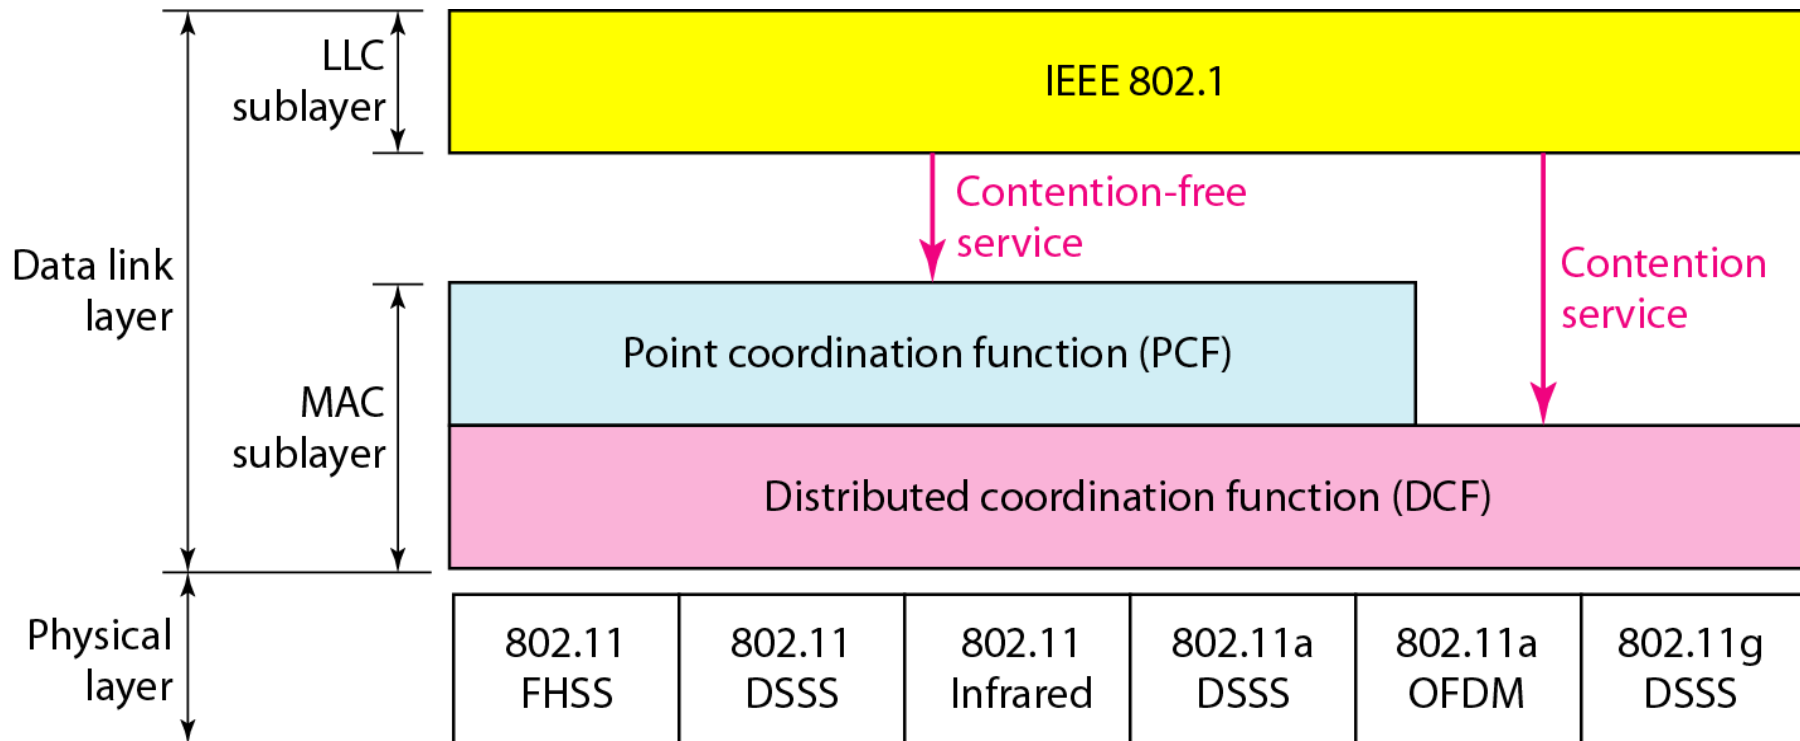 LLC
sublayer
IEEE 802.1
Contention-free
service
Contention
service
Data link
layer
Point coordination function (PCF)
MAC
sublayer
Distributed coordination function (DCF)
Physical
layer
802.11
FHSS
802.11
DSSS
802.11
Infrared
802.11a
DSSS
802.11a
OFDM
802.11g
DSSS